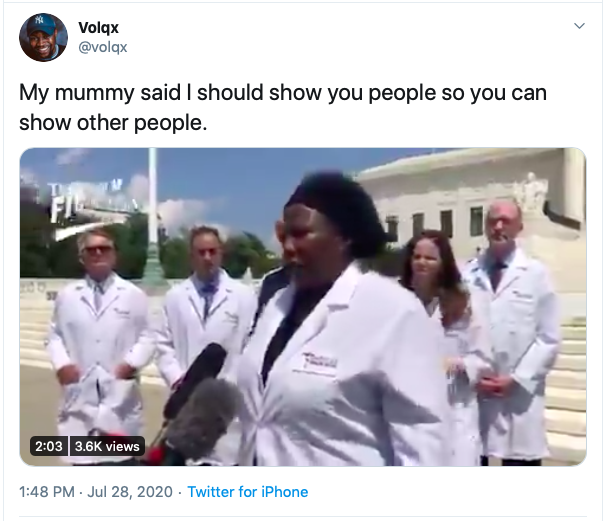 Volqx
@volqx
My mummy said I should show you people so you can
show other people.
2:03 3.6K views
1:48 PM · Jul 28, 2020 · Twitter for iPhone